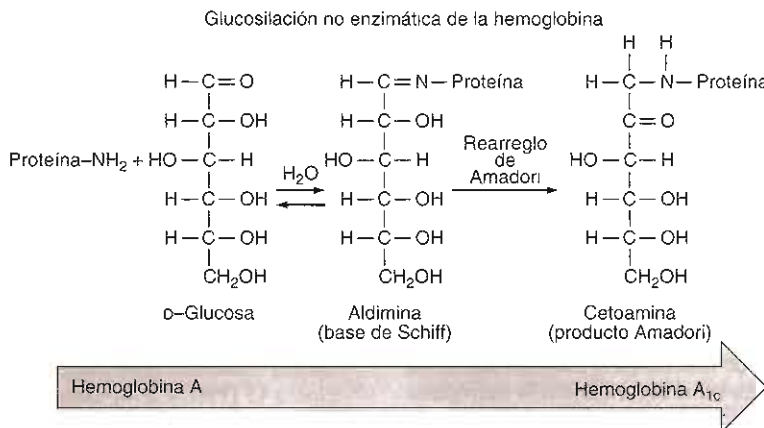 Glucosilación no enzimática de la hemoglobina
H
H
H–C=O
H–C=N–Proteína
H–C–N–Proteína
H–C–OH
H–C–OH
C=O
Rearreglo
de
Amadori
Proteína–NH2 + HO–C–H
H2O
HO–C–H
HO–C–H
H–C–OH
H–C–OH
H–C–OH
H–C–OH
H–C–OH
H–C–OH
CH2OH
CH2OH
CH2OH
D–Glucosa
Aldimina
(base de Schiff)
Cetoamina
(producto Amadori)
Hemoglobina A
Hemoglobina A1c